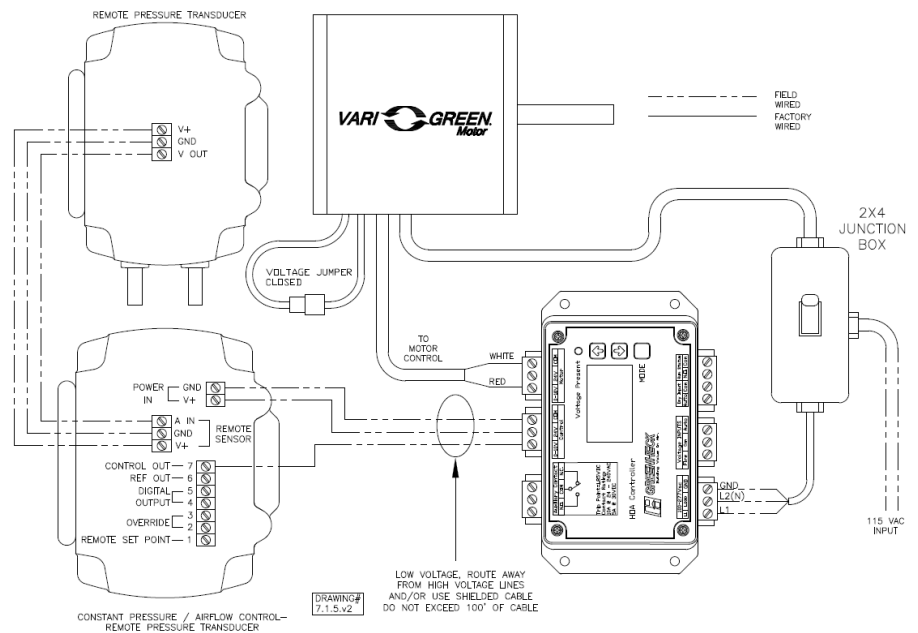 REMOTE PRESSURE TRANSDUCER
V+
GND
V OUT
VARI GREEN.
Motor
FIELD
WIRED
FACTORY
WIRED
2X4
JUNCTION
BOX
VOLTAGE JUMPER
CLOSED
TO
MOTOR
CONTROL
WHITE
RED
Voltage Present
MODE
Motor
Control
HOA Controller
POWER
IN
GND
V+
A IN
GND
V+
REMOTE
SENSOR
CONTROL OUT 7
REF OUT 6
DIGITAL 5
OUTPUT 4
OVERRIDE 3
2
REMOTE SET POINT 1
GND
L2(N)
L1
115 VAC
INPUT
LOW VOLTAGE, ROUTE AWAY
FROM HIGH VOLTAGE LINES
AND/OR USE SHIELDED CABLE
DO NOT EXCEED 100' OF CABLE
DRAWING#
7.1.5.v2
CONSTANT PRESSURE / AIRFLOW CONTROL–
REMOTE PRESSURE TRANSDUCER